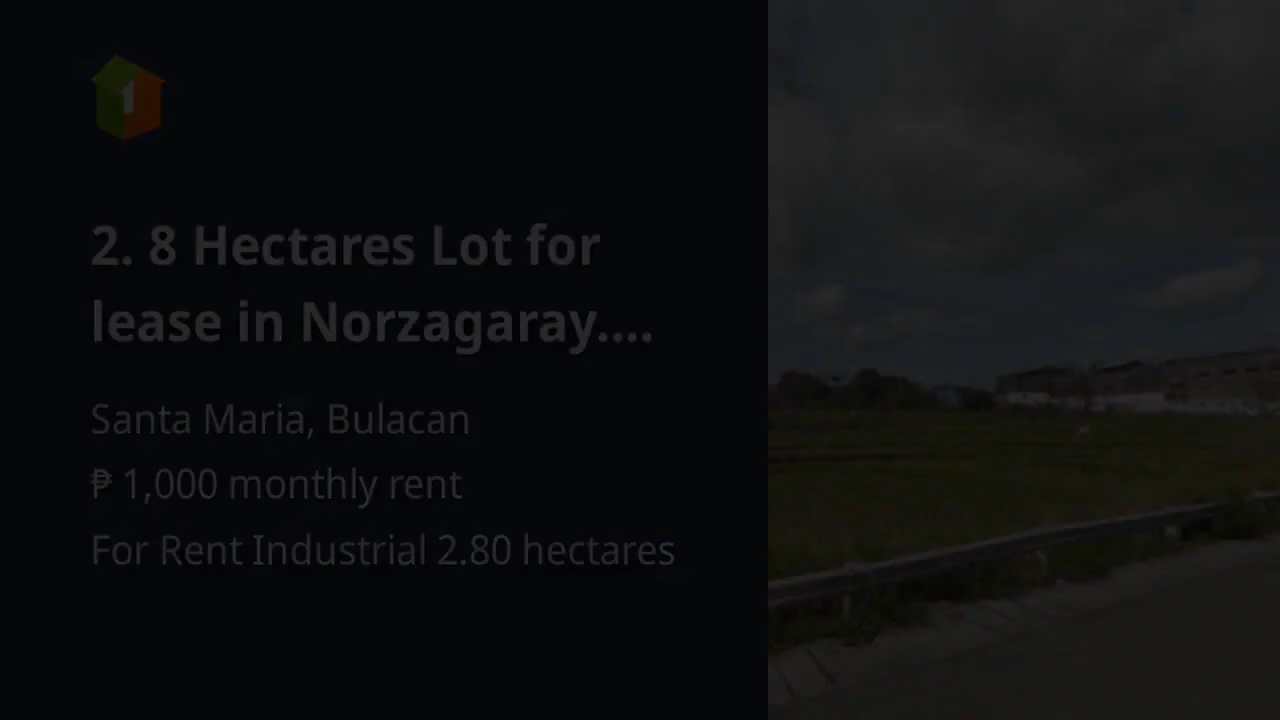 2. 8 Hectares Lot for
lease in Norzagaray....
Santa Maria, Bulacan
₱ 1,000 monthly rent
For Rent Industrial 2.80 hectares